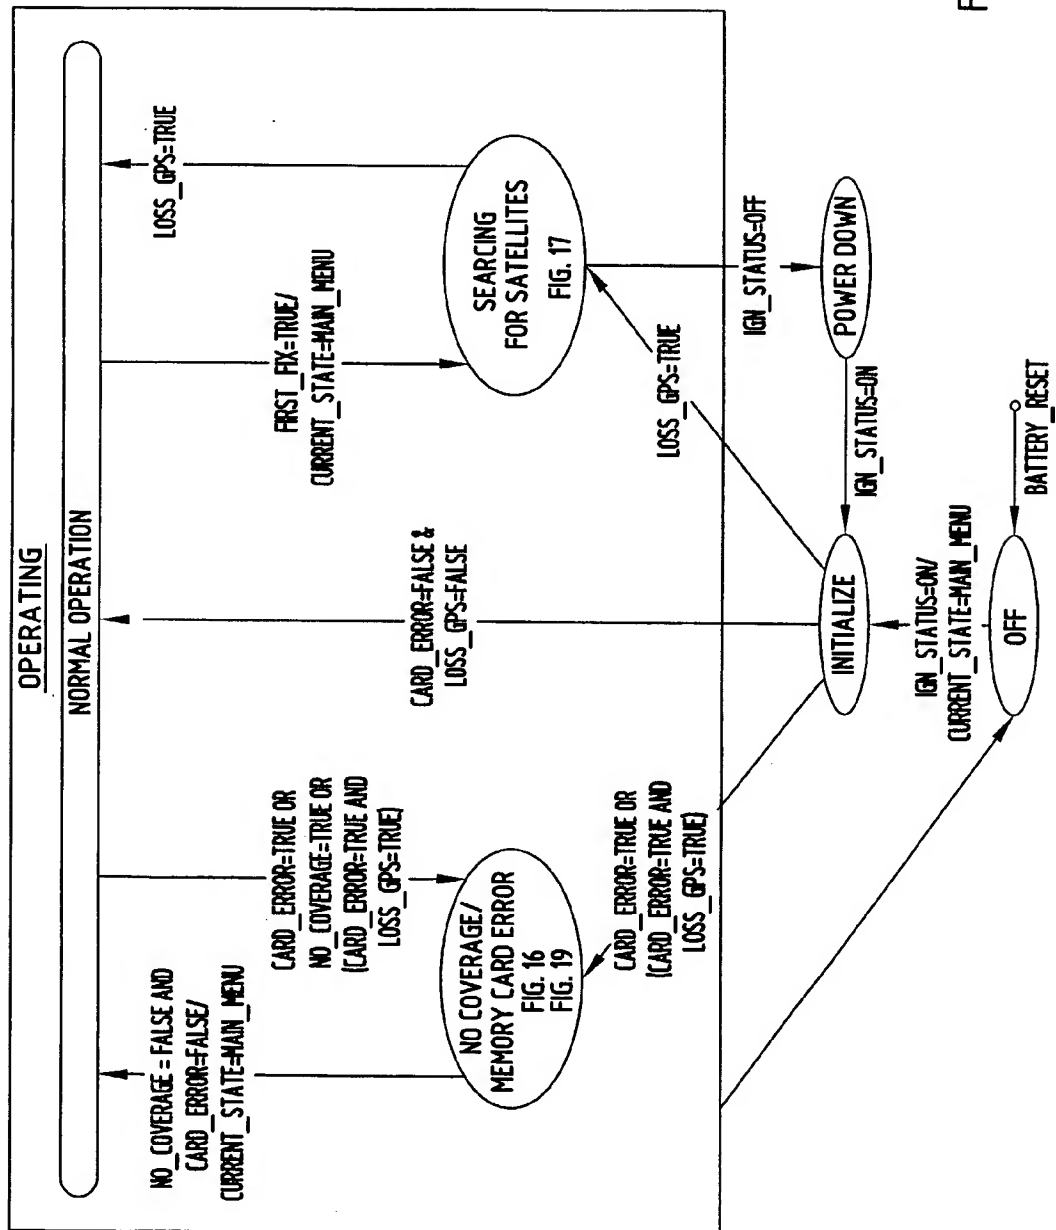 OPERATING
NORMAL OPERATION
NO_COVERAGE = FALSE AND
CARD_ERROR=FALSE/
CURRENT_STATE=MAIN_MENU
CARD_ERROR=TRUE OR
NO_COVERAGE=TRUE OR
(CARD_ERROR=TRUE AND
LOSS_GPS=TRUE)
CARD_ERROR=FALSE &
LOSS_GPS=FALSE
FIRST_FIX=TRUE/
CURRENT_STATE=MAIN_MENU
LOSS_GPS=TRUE
NO COVERAGE/
MEMORY CARD ERROR
FIG. 16
FIG. 19
SEARCING
FOR SATELLITES
FIG. 17
CARD_ERROR=TRUE OR
(CARD_ERROR=TRUE AND
LOSS_GPS=TRUE)
LOSS_GPS=TRUE
IGN_STATUS=OFF
INITIALIZE
IGN_STATUS=ON
POWER DOWN
IGN_STATUS=ON/
CURRENT_STATE=MAIN_MENU
OFF
BATTERY_RESET